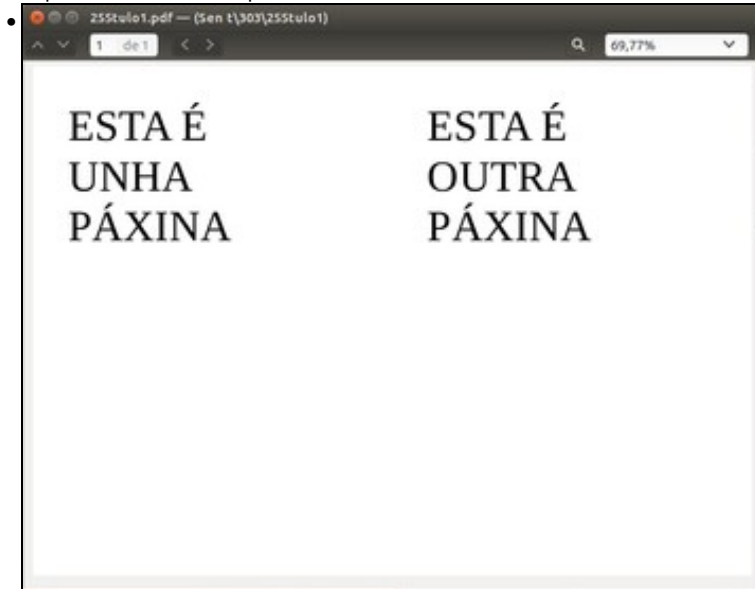 255tulo1.pdf — (Sen t\303\255tulo1)
1 de 1
69,77%
ESTA É
UNHA
PÁXINA
ESTA É
OUTRA
PÁXINA